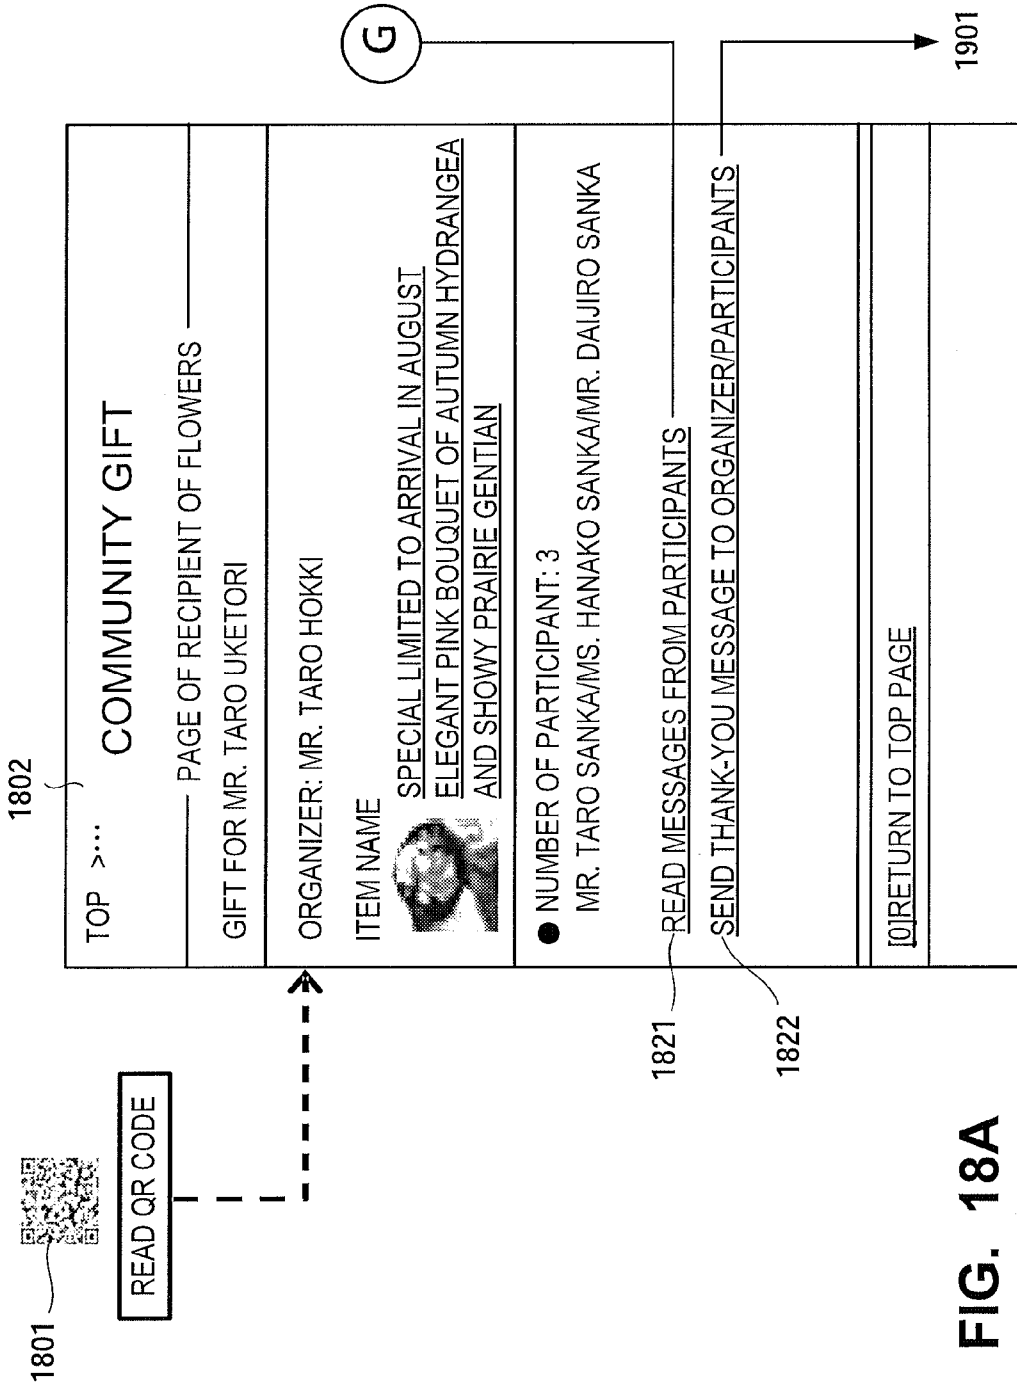 1801
READ QR CODE
1802
TOP >···
COMMUNITY GIFT
PAGE OF RECIPIENT OF FLOWERS
GIFT FOR MR. TARO UKETORI
ORGANIZER: MR. TARO HOKKI
ITEM NAME
SPECIAL LIMITED TO ARRIVAL IN AUGUST
ELEGANT PINK BOUQUET OF AUTUMN HYDRANGEA
AND SHOWY PRAIRIE GENTIAN
● NUMBER OF PARTICIPANT: 3
MR. TARO SANKA/MS. HANAKO SANKA/MR. DAIJIRO SANKA
1821
READ MESSAGES FROM PARTICIPANTS
G
1822
SEND THANK-YOU MESSAGE TO ORGANIZER/PARTICIPANTS
1901
[0]RETURN TO TOP PAGE
FIG. 18A